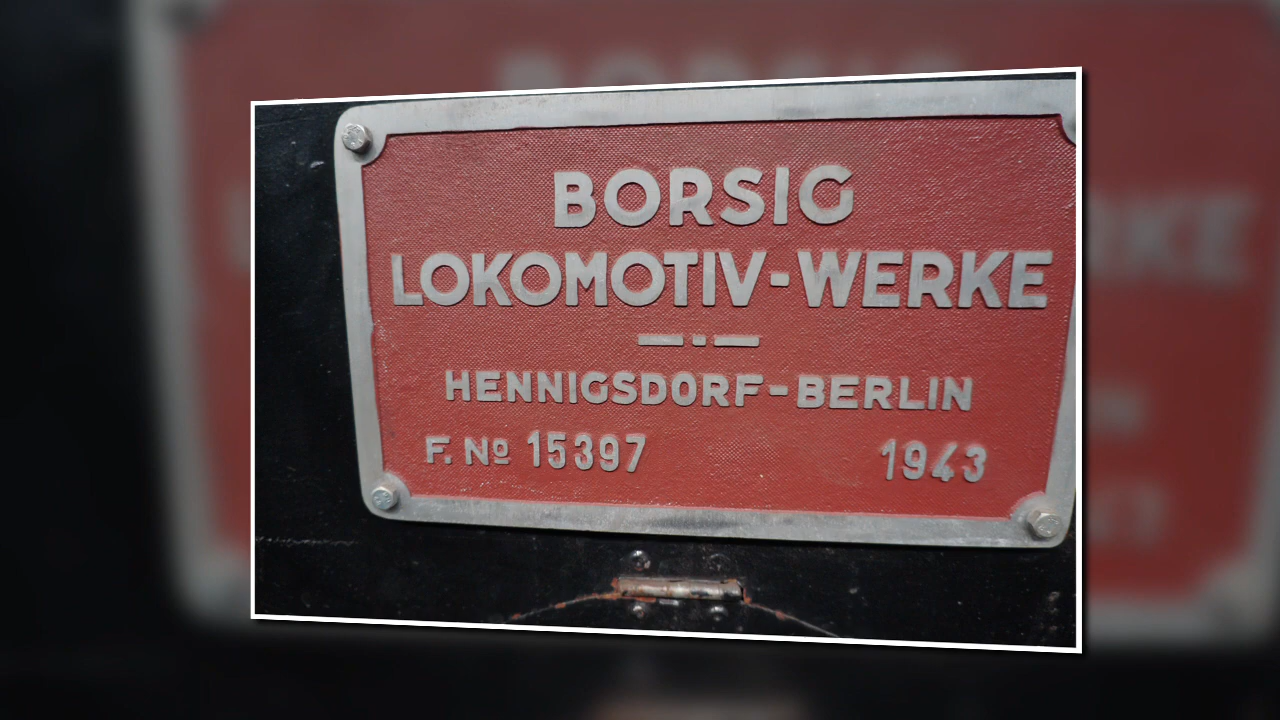 BORSIG
LOKOMOTIV-WERKE
HENNIGSDORF-BERLIN
F. Nº 15397 1943